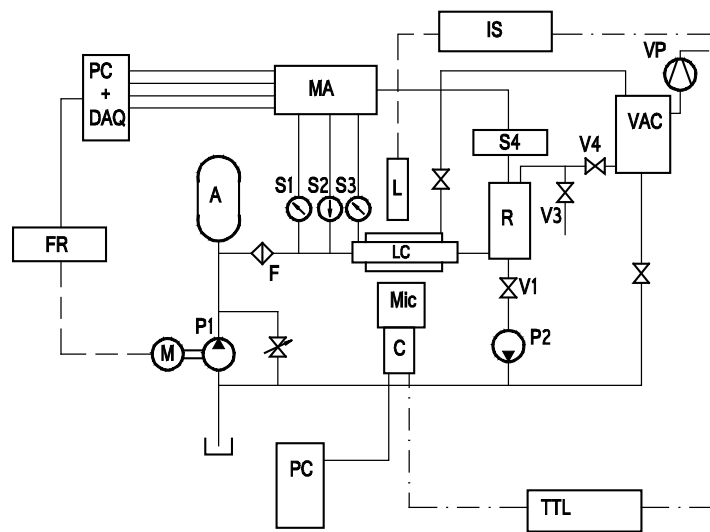 IS
VP
PC
+
DAQ
MA
VAC
S4
V4
S1 S2 S3
L
A
R
V3
FR
F
LC
V1
Mic
P1
M
C
P2
PC
TTL